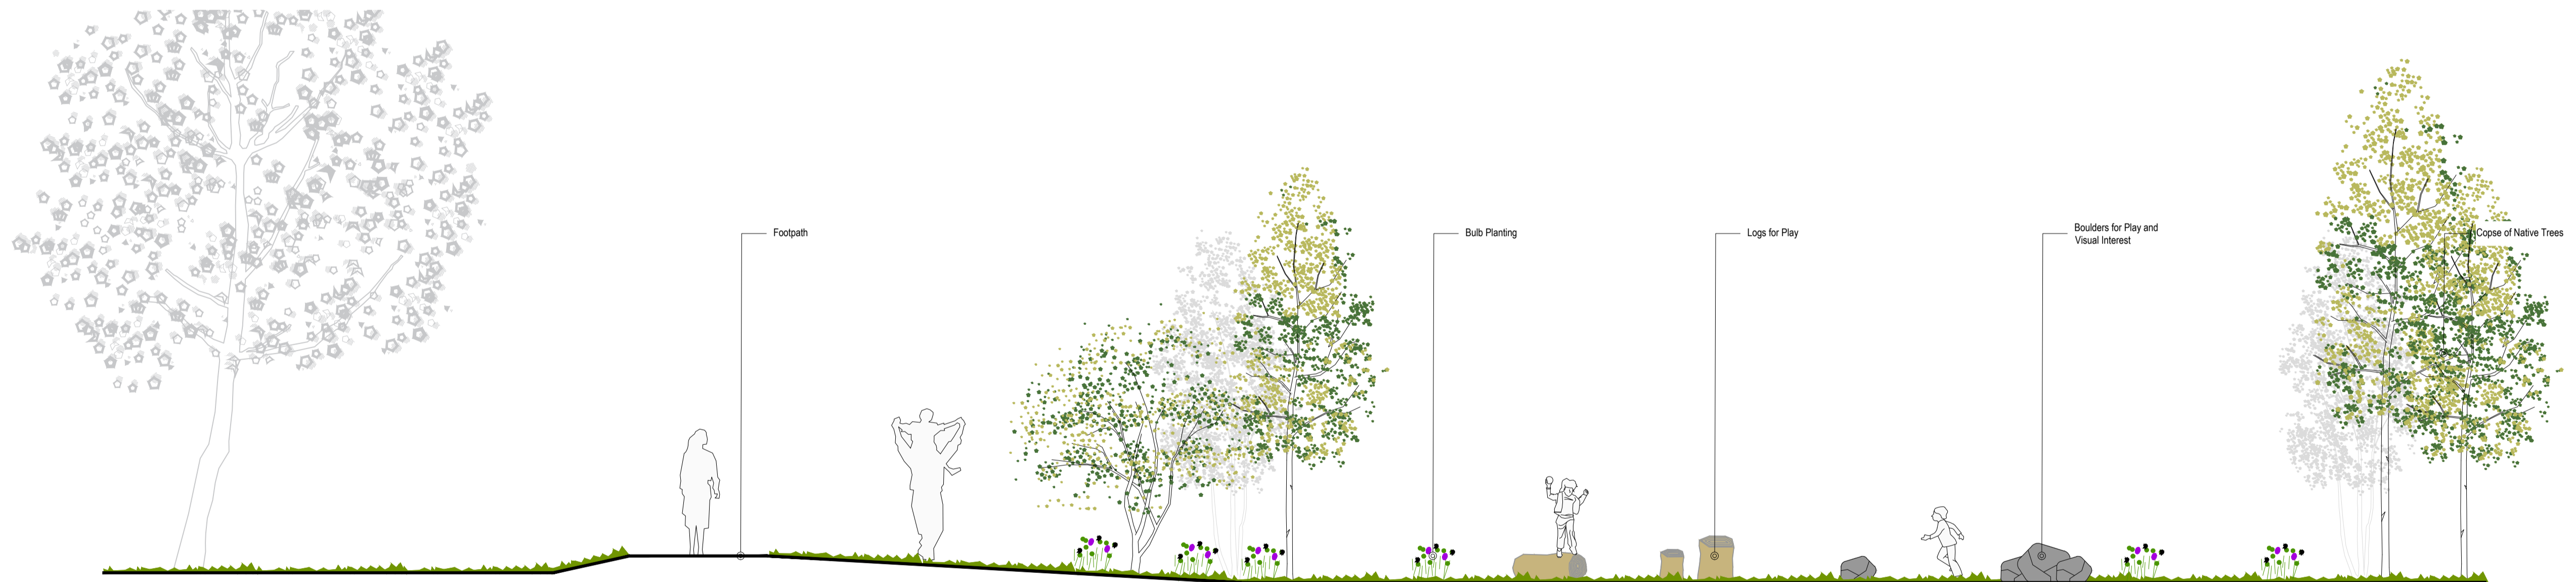 Footpath
Bulb Planting
Logs for Play
Boulders for Play and
Visual Interest
Copse of Native Trees